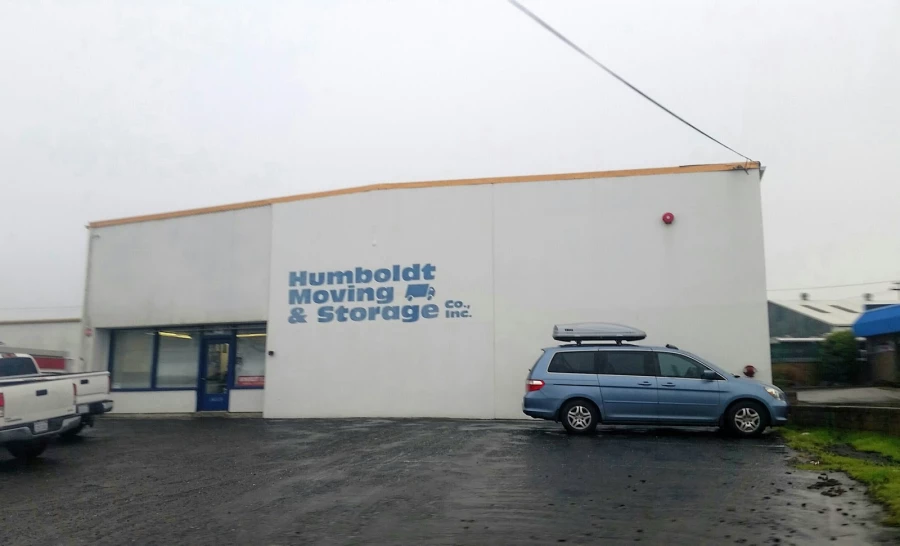 Humboldt
Moving
& Storage Co., Inc.